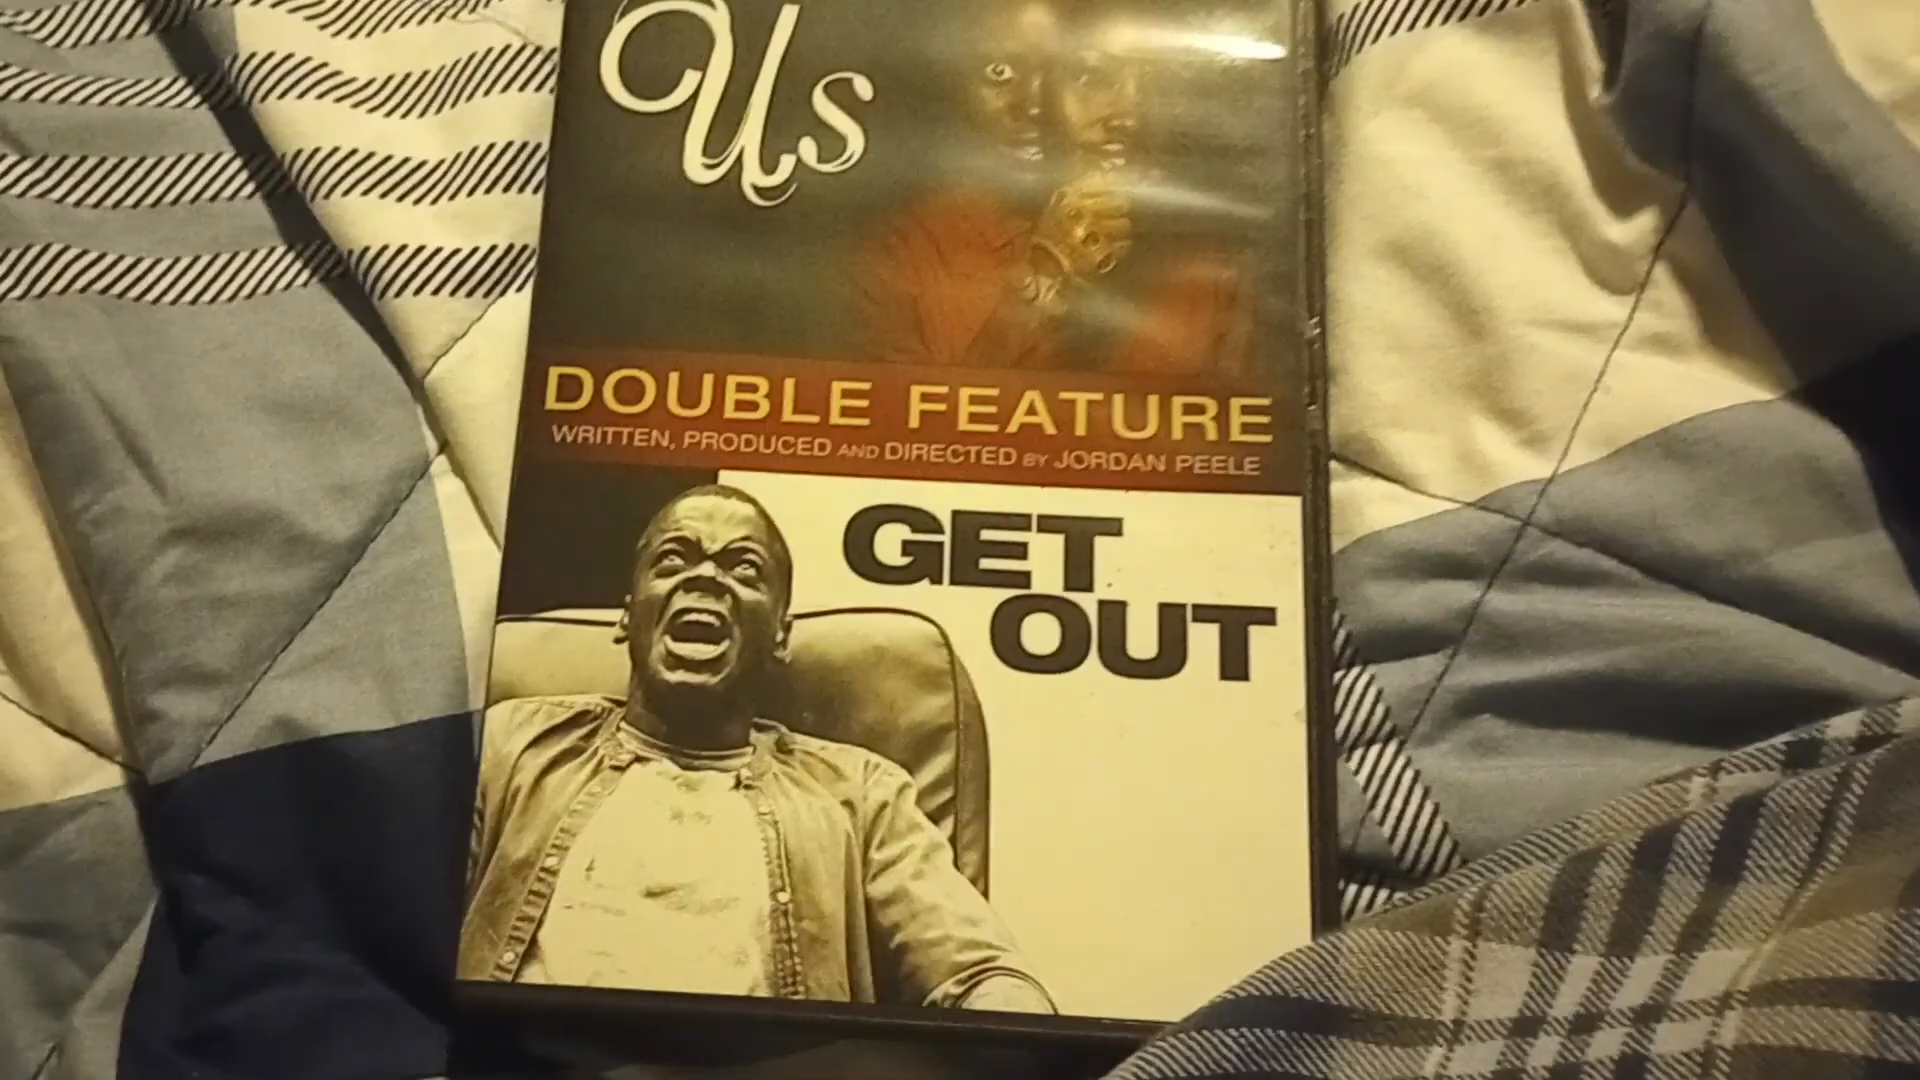 Us
DOUBLE FEATURE
WRITTEN, PRODUCED AND DIRECTED BY JORDAN PEELE
GET
OUT